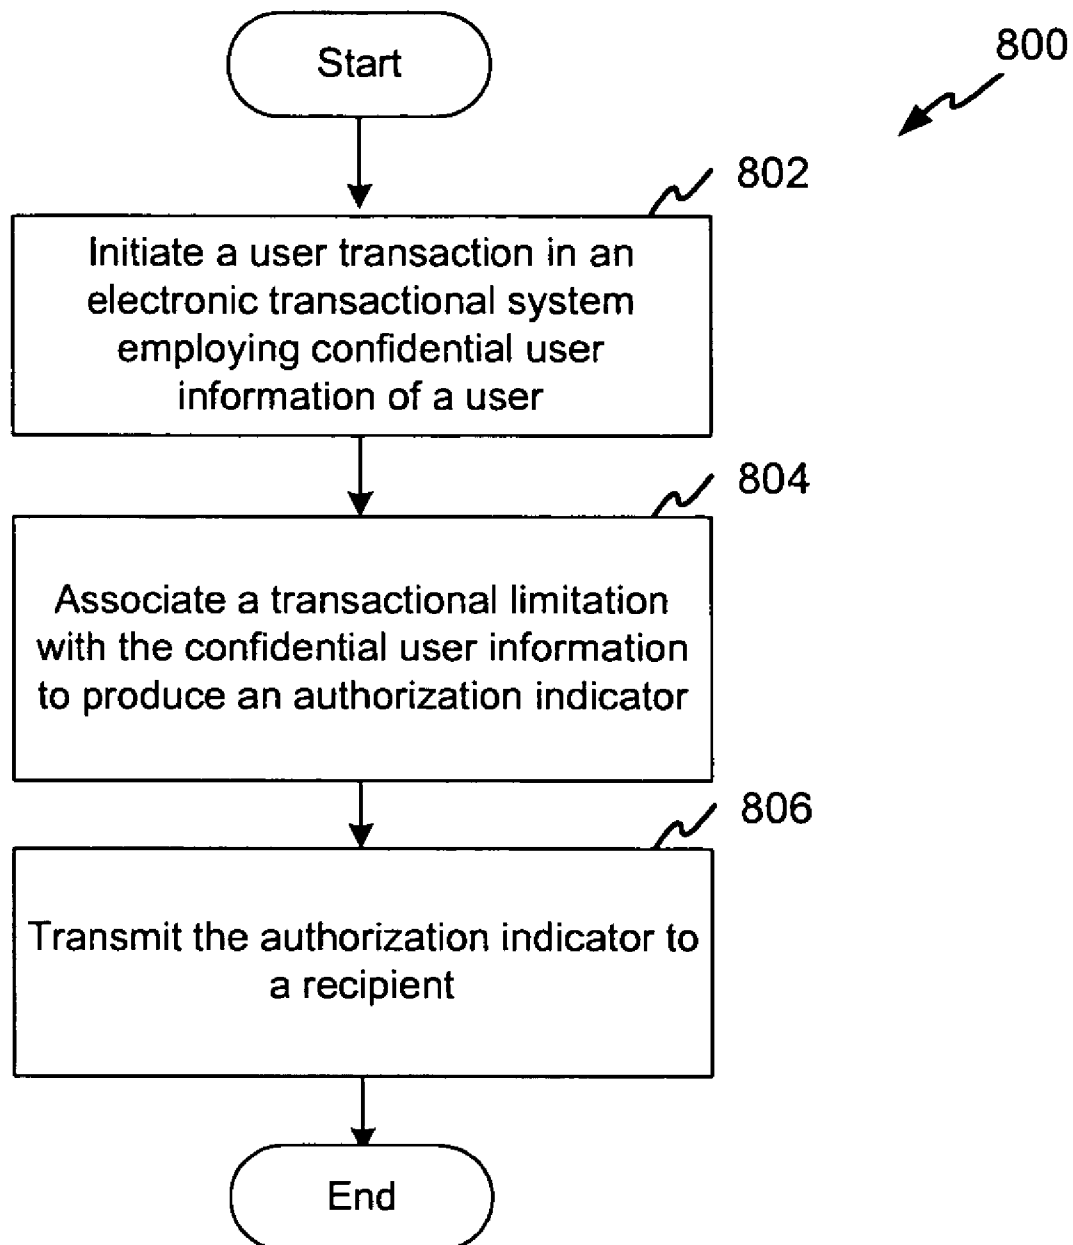 Start
800
802
Initiate a user transaction in an
electronic transactional system
employing confidential user
information of a user
804
Associate a transactional limitation
with the confidential user information
to produce an authorization indicator
806
Transmit the authorization indicator to
a recipient
End